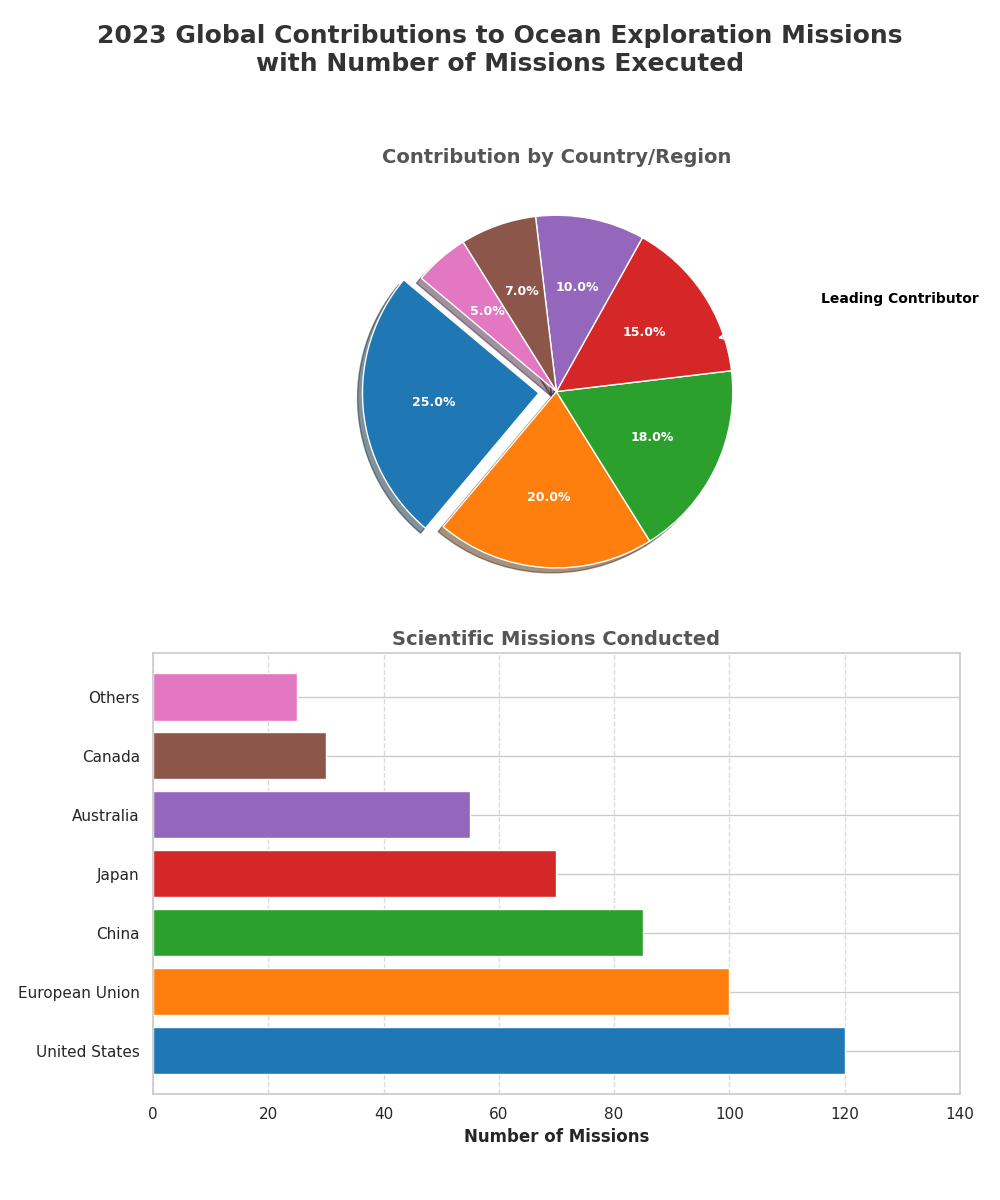 2023 Global Contributions to Ocean Exploration Missions
with Number of Missions Executed
Contribution by Country/Region
Leading Contributor
7.0%
10.0%
5.0%
15.0%
25.0%
18.0%
20.0%
Scientific Missions Conducted
Others
Canada
Australia
Japan
China
European Union
United States
0 20 40 60 80 100 120 140
Number of Missions